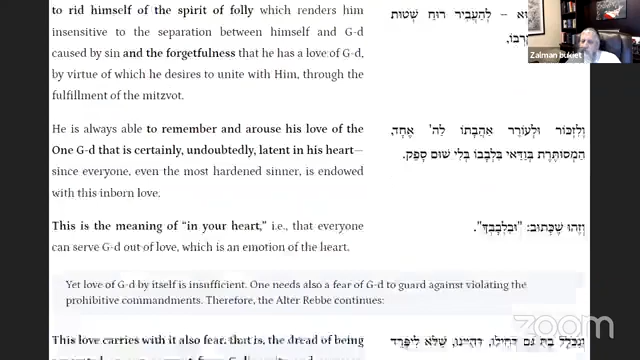 to rid himself of the spirit of folly which renders him
insensitive to the separation between himself and G-d
caused by sin and the forgetfulness that he has a love of G-d,
by virtue of which he desires to unite with Him, through the
fulfillment of the mitzvot.
He is always able to remember and arouse his love of the
One G-d that is certainly, undoubtedly, latent in his heart—
since everyone, even the most hardened sinner, is endowed
with this inborn love.
This is the meaning of “in your heart,” i.e., that everyone
can serve G-d out of love, which is an emotion of the heart.
Yet love of G-d by itself is insufficient. One needs also a fear of G-d to guard against violating the
prohibitive commandments. Therefore, the Alter Rebbe continues:
This love carries with it also fear, that is, the dread of being
לְהַעֲבִיר רוּחַ שְׁטוּת
וְלִזְכּוֹר וּלְעוֹרֵר אַהֲבָתוֹ לַה' אֶחָד,
הַמְסוּתֶּרֶת בְּוַדַּאי בִּלְבָבוֹ בְּלִי שׁוּם סָפֵק.
וְזֶהוּ שֶׁכָּתוּב: "וּבִלְבָבְךָ".
וְנִכְלָל בָּהּ גַּם דְּחִילוּ, דְּהַיְינוּ, שֶׁלֹּא לִיפָּרֵד
Zalman bukiet
zoom